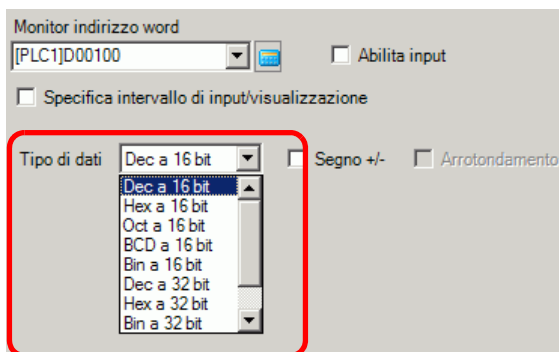 Monitor indirizzo word
[PLC1]D00100
Abilita input
Specifica intervallo di input/visualizzazione
Tipo di dati Dec a 16 bit Segno +/- Arrotondamento
Dec a 16 bit
Hex a 16 bit
Oct a 16 bit
BCD a 16 bit
Bin a 16 bit
Dec a 32 bit
Hex a 32 bit
Bin a 32 bit